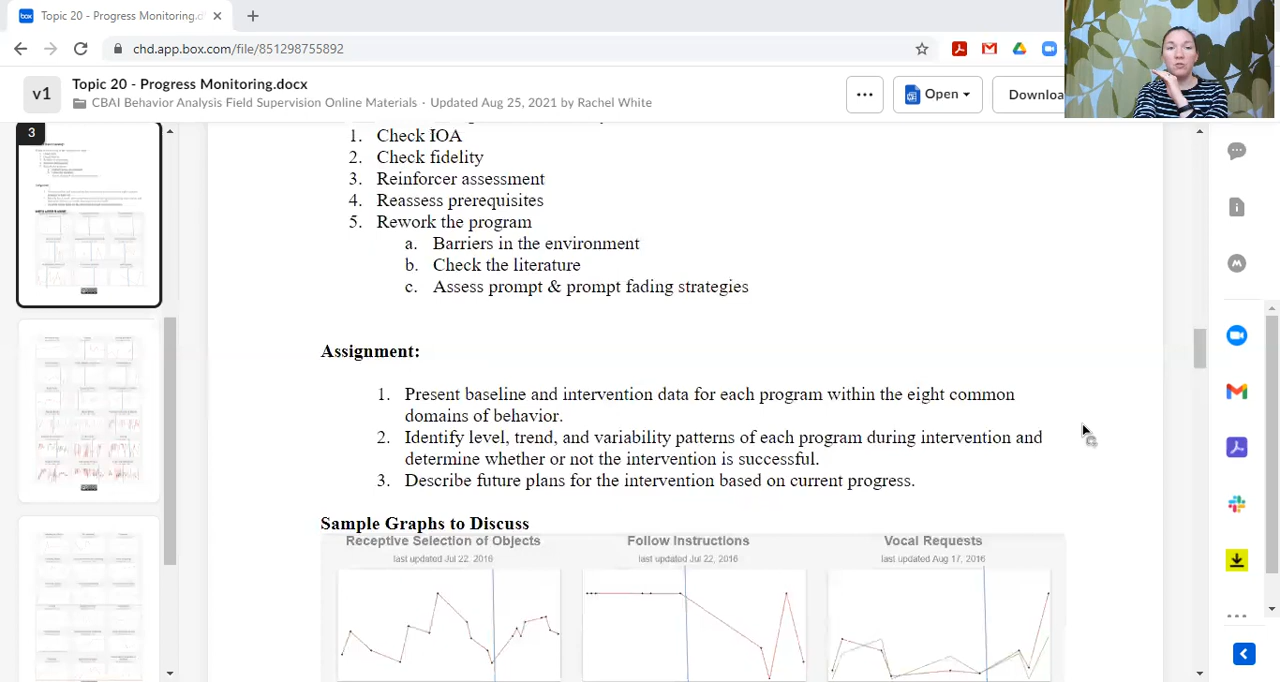 Topic 20 - Progress Monitoring.d
chd.app.box.com/file/851298755892
v1
Topic 20 - Progress Monitoring.docx
CBAI Behavior Analysis Field Supervision Online Materials · Updated Aug 25, 2021 by Rachel White
Open
Downloa
3
1. Check IOA
2. Check fidelity
3. Reinforcer assessment
4. Reassess prerequisites
5. Rework the program
a. Barriers in the environment
b. Check the literature
c. Assess prompt & prompt fading strategies
Assignment:
1. Present baseline and intervention data for each program within the eight common
domains of behavior.
2. Identify level, trend, and variability patterns of each program during intervention and
determine whether or not the intervention is successful.
3. Describe future plans for the intervention based on current progress.
Sample Graphs to Discuss
Receptive Selection of Objects
last updated Jul 22, 2016
Follow Instructions
last updated Jul 22, 2016
Vocal Requests
last updated Aug 17, 2016